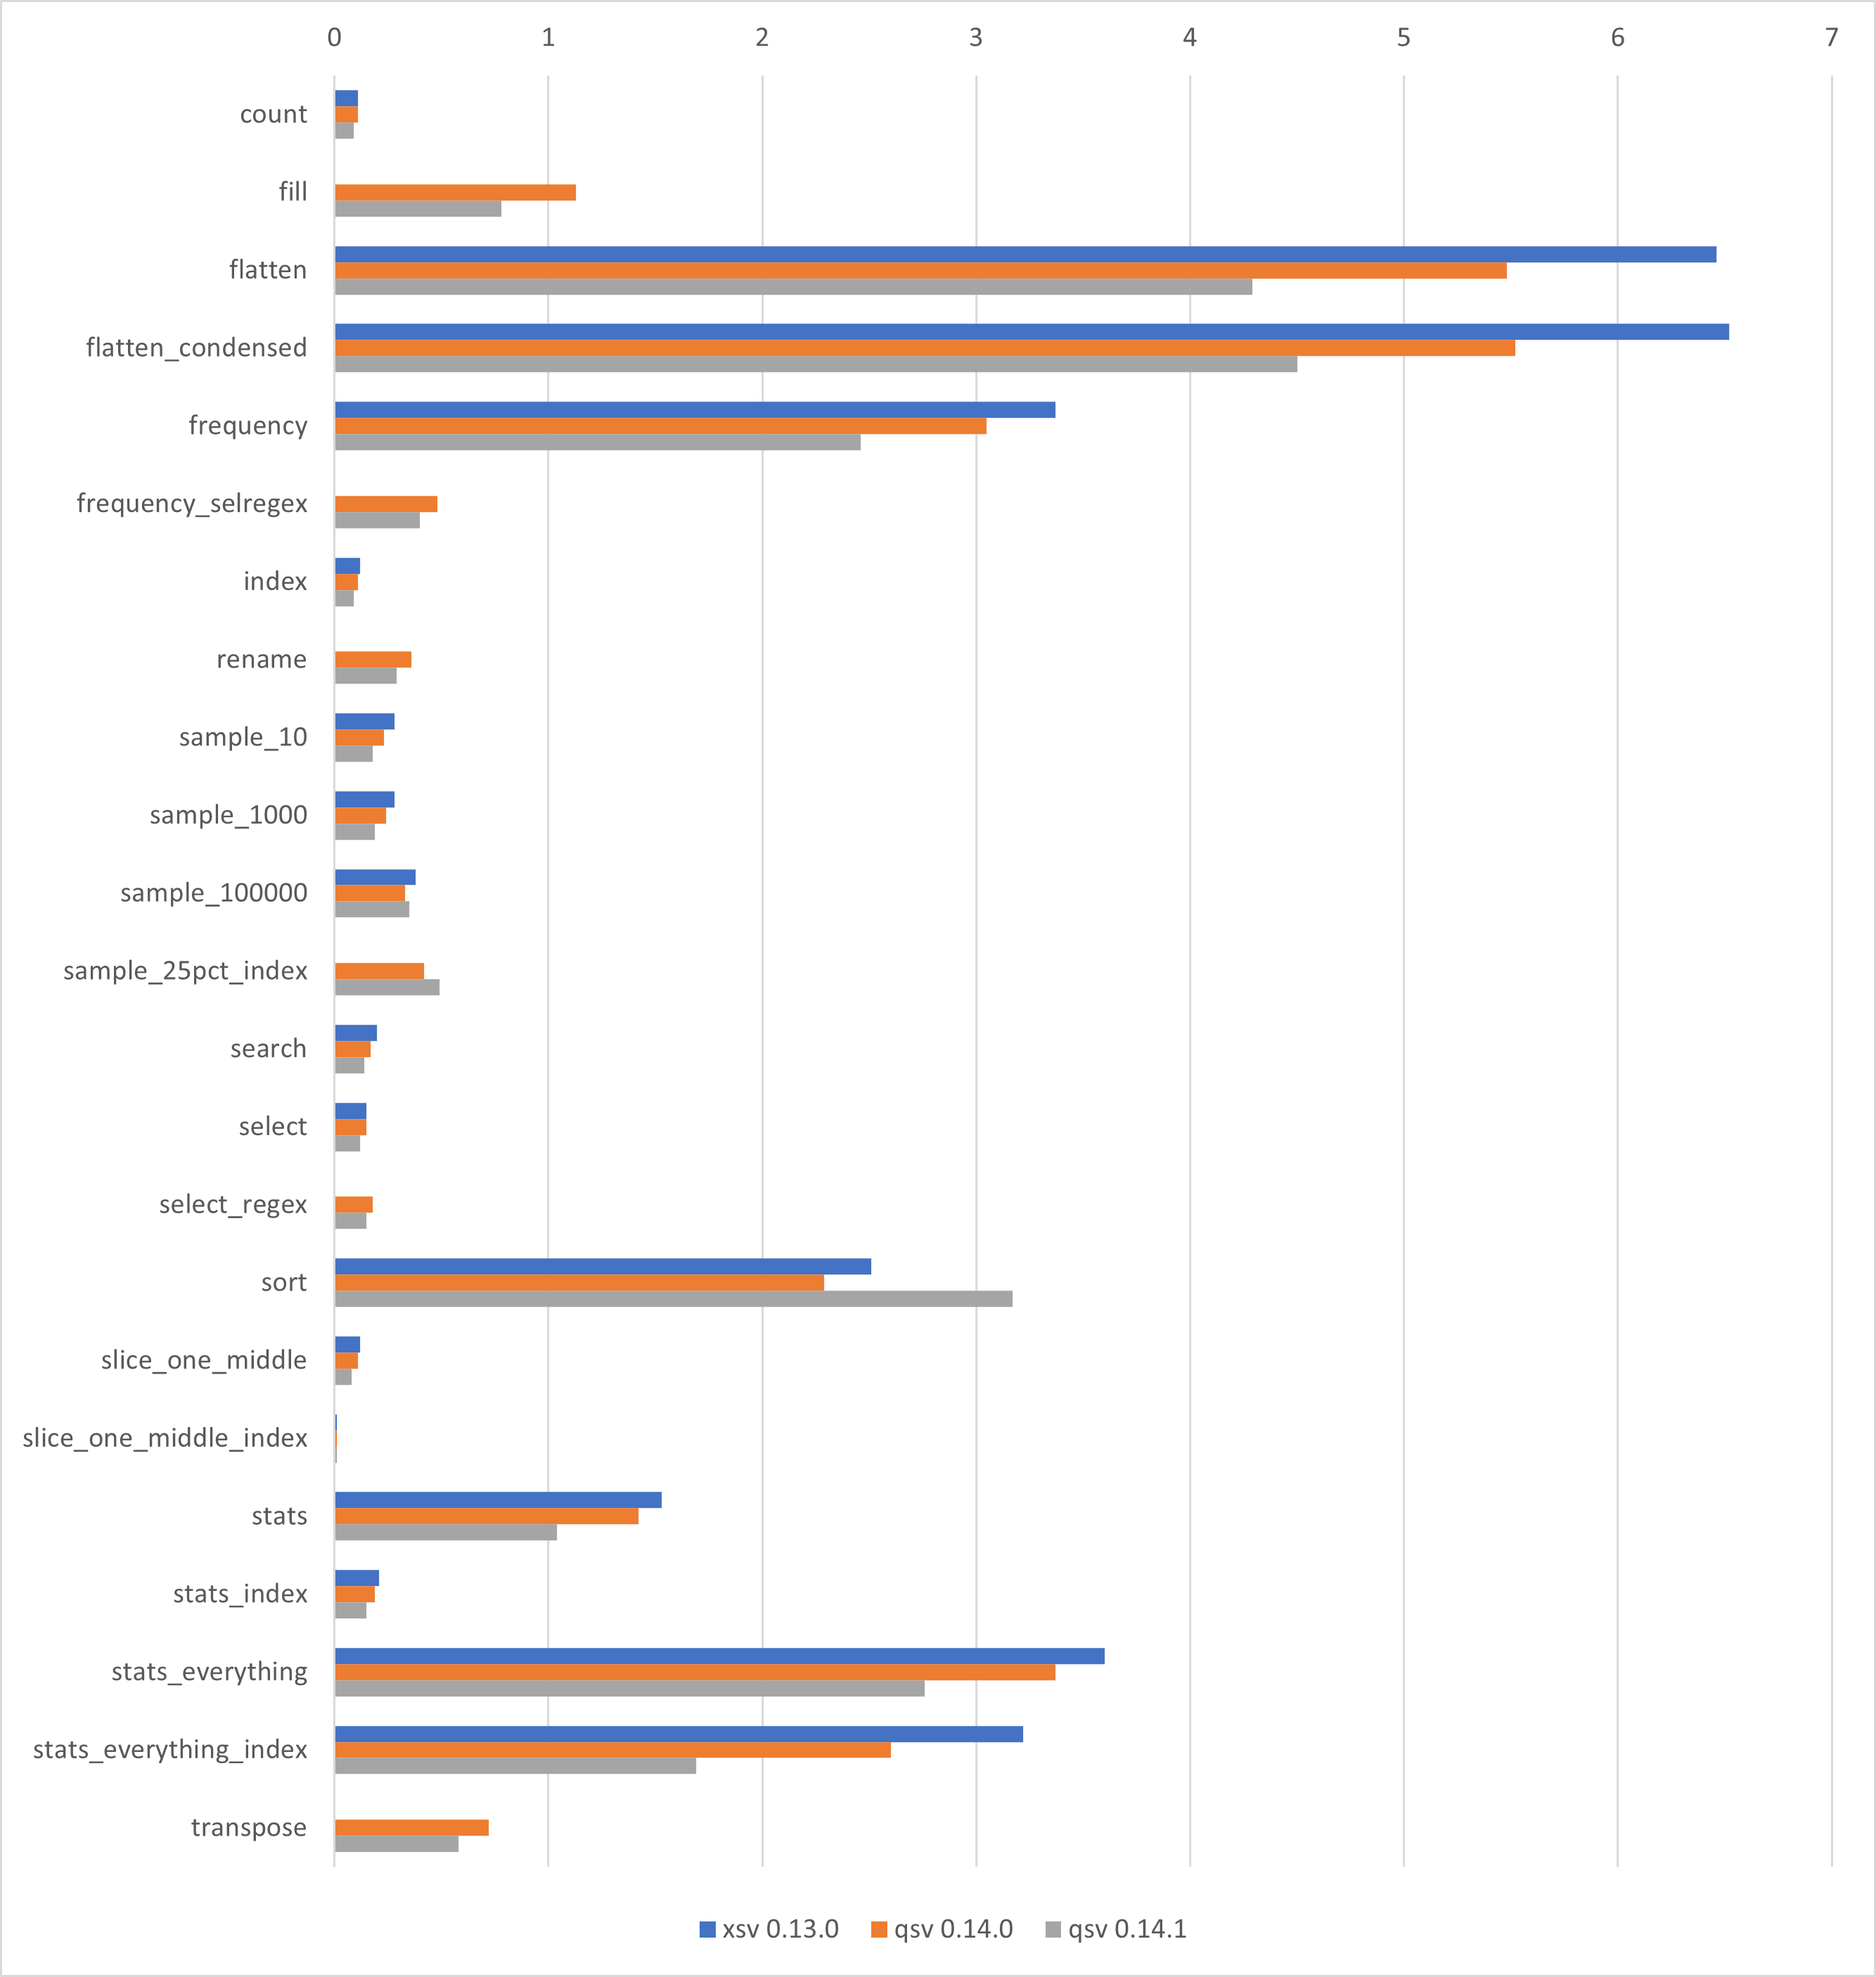 0 1 2 3 4 5 6 7
count
fill
flatten
flatten_condensed
frequency
frequency_selregex
index
rename
sample_10
sample_1000
sample_100000
sample_25pct_index
search
select
select_regex
sort
slice_one_middle
slice_one_middle_index
stats
stats_index
stats_everything
stats_everything_index
transpose
xsv 0.13.0 qsv 0.14.0 qsv 0.14.1